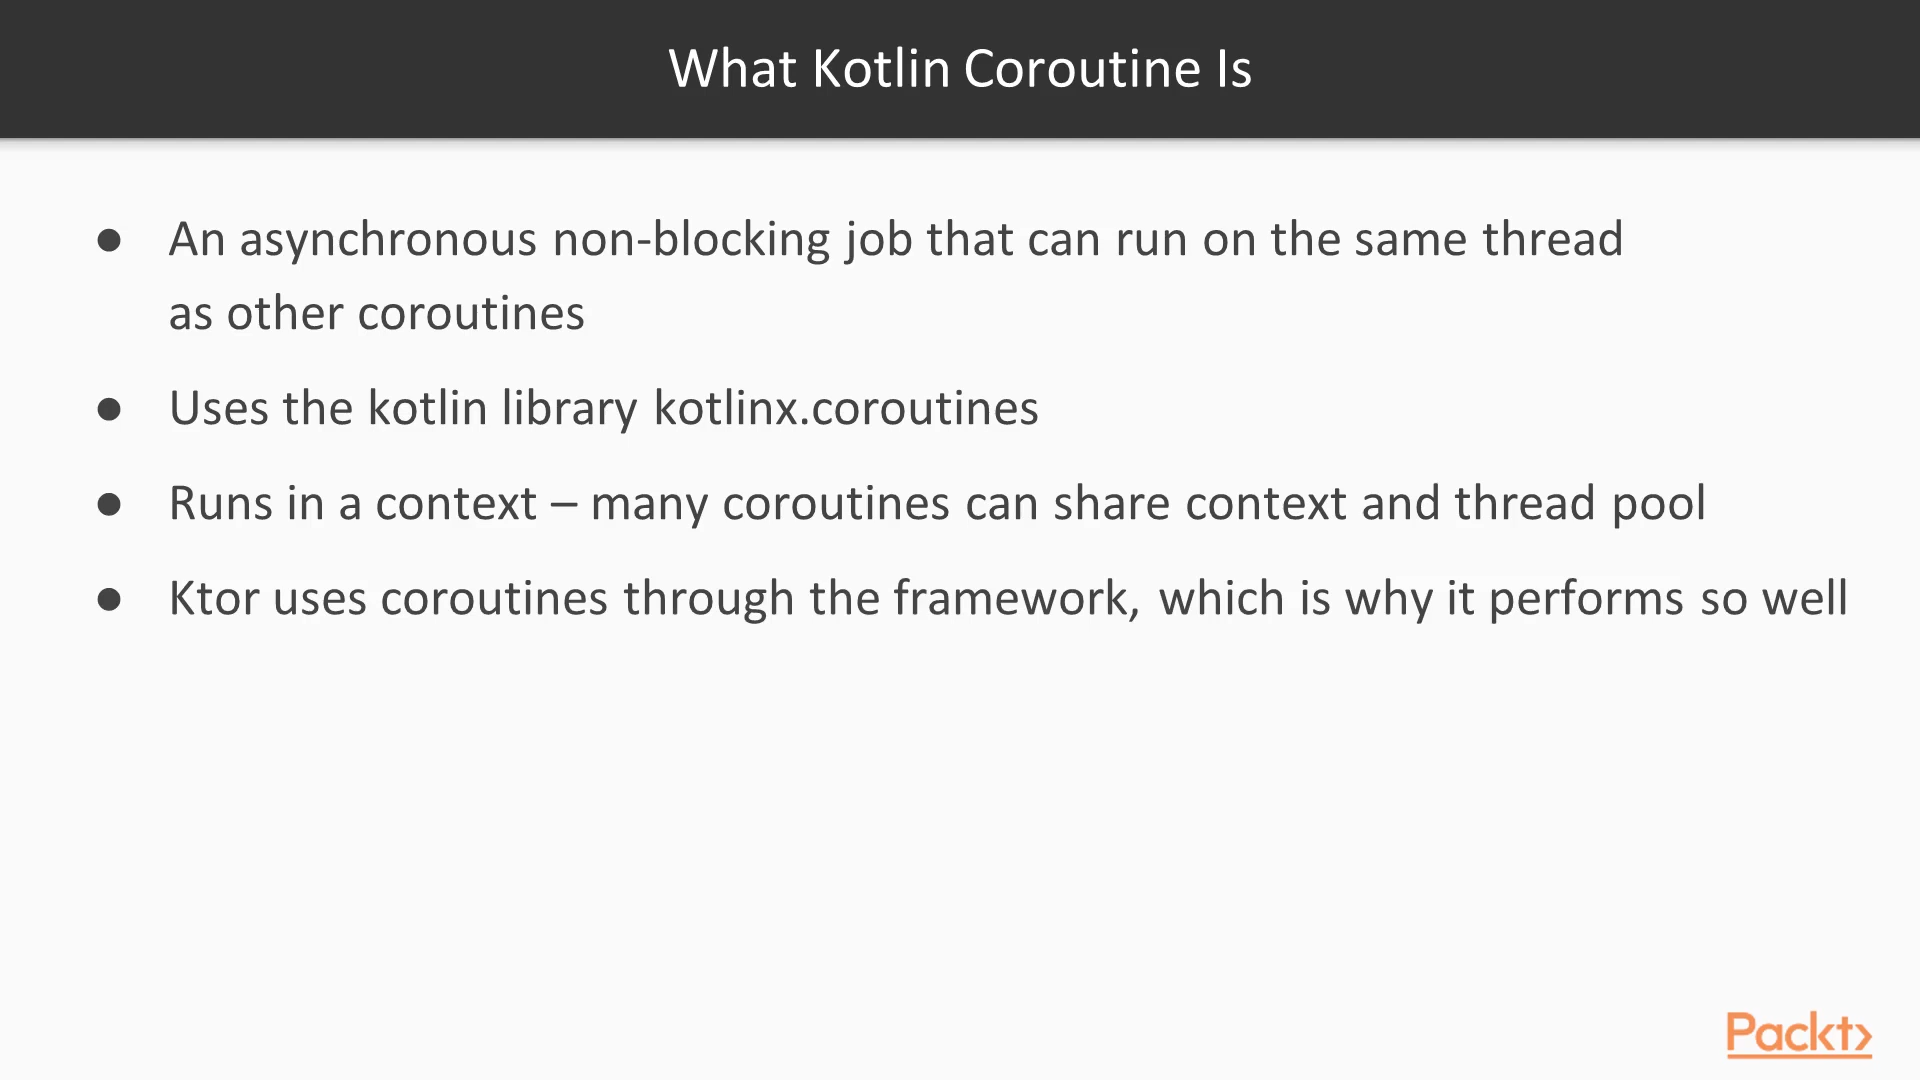 What Kotlin Coroutine Is
● An asynchronous non-blocking job that can run on the same thread
as other coroutines
● Uses the kotlin library kotlinx.coroutines
● Runs in a context – many coroutines can share context and thread pool
● Ktor uses coroutines through the framework, which is why it performs so well
Packt>